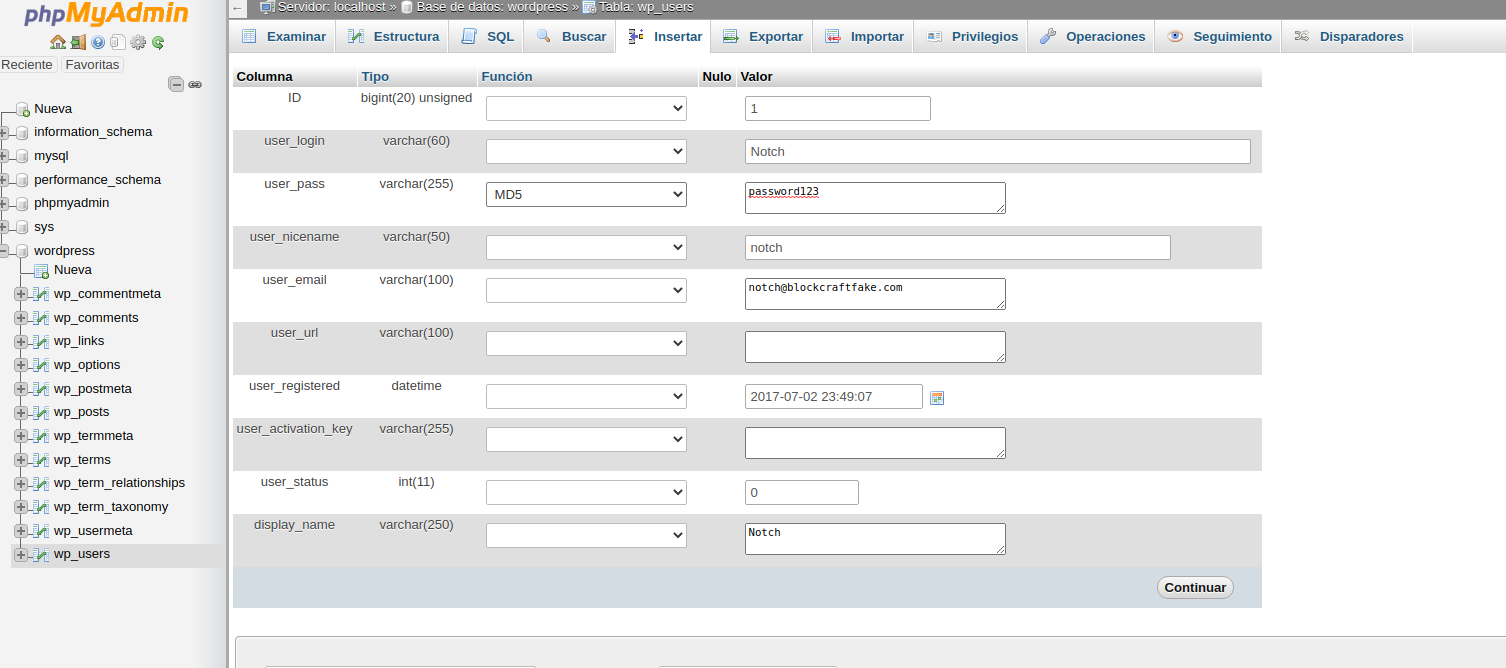 phpMyAdmin
Reciente Favoritas
Nueva
information_schema
mysql
performance_schema
phpmyadmin
sys
wordpress
Nueva
wp_commentmeta
wp_comments
wp_links
wp_options
wp_postmeta
wp_posts
wp_termmeta
wp_terms
wp_term_relationships
wp_term_taxonomy
wp_usermeta
wp_users
← Servidor: localhost » Base de datos: wordpress » Tabla: wp_users
Examinar Estructura SQL Buscar Insertar Exportar Importar Privilegios Operaciones Seguimiento Disparadores
Columna Tipo Función Nulo Valor
ID bigint(20) unsigned 1
user_login varchar(60) Notch
user_pass varchar(255) MD5 password123
user_nicename varchar(50) notch
user_email varchar(100) notch@blockcraftfake.com
user_url varchar(100)
user_registered datetime 2017-07-02 23:49:07
user_activation_key varchar(255)
user_status int(11) 0
display_name varchar(250) Notch
Continuar